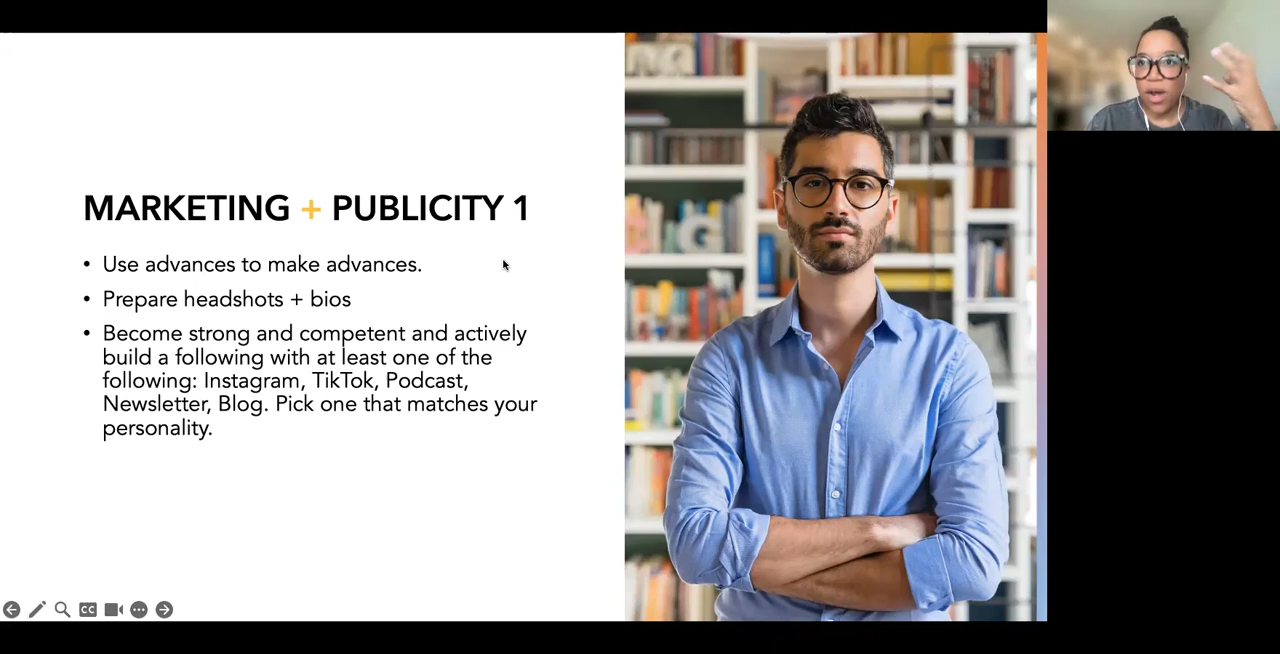 MARKETING + PUBLICITY 1
• Use advances to make advances.
• Prepare headshots + bios
• Become strong and competent and actively
build a following with at least one of the
following: Instagram, TikTok, Podcast,
Newsletter, Blog. Pick one that matches your
personality.
CC
G